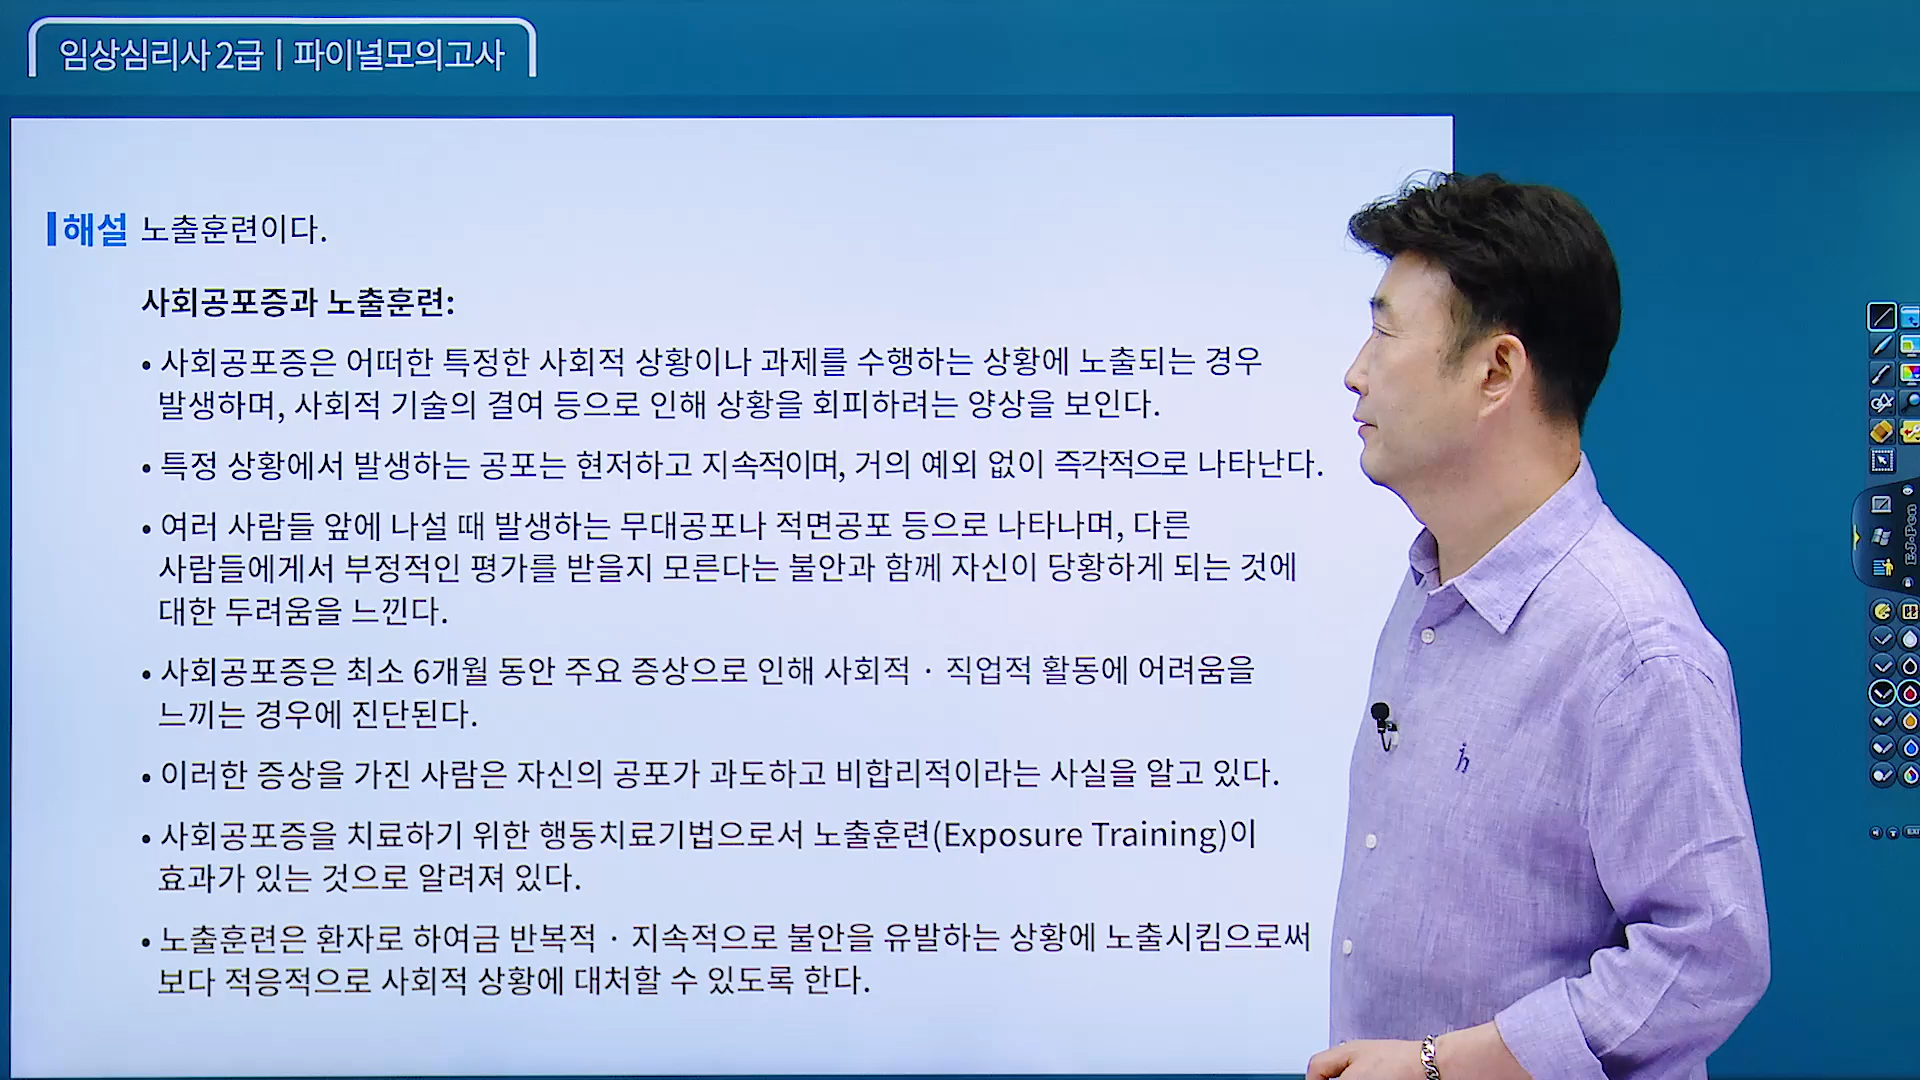 임상심리사 2급 | 파이널모의고사
해설 노출훈련이다.
사회공포증과 노출훈련:
• 사회공포증은 어떠한 특정한 사회적 상황이나 과제를 수행하는 상황에 노출되는 경우
발생하며, 사회적 기술의 결여 등으로 인해 상황을 회피하려는 양상을 보인다.
• 특정 상황에서 발생하는 공포는 현저하고 지속적이며, 거의 예외 없이 즉각적으로 나타난다.
• 여러 사람들 앞에 나설 때 발생하는 무대공포나 적면공포 등으로 나타나며, 다른
사람들에게서 부정적인 평가를 받을지 모른다는 불안과 함께 자신이 당황하게 되는 것에
대한 두려움을 느낀다.
• 사회공포증은 최소 6개월 동안 주요 증상으로 인해 사회적 · 직업적 활동에 어려움을
느끼는 경우에 진단된다.
• 이러한 증상을 가진 사람은 자신의 공포가 과도하고 비합리적이라는 사실을 알고 있다.
• 사회공포증을 치료하기 위한 행동치료기법으로서 노출훈련(Exposure Training)이
효과가 있는 것으로 알려져 있다.
• 노출훈련은 환자로 하여금 반복적 · 지속적으로 불안을 유발하는 상황에 노출시킴으로써
보다 적응적으로 사회적 상황에 대처할 수 있도록 한다.
h